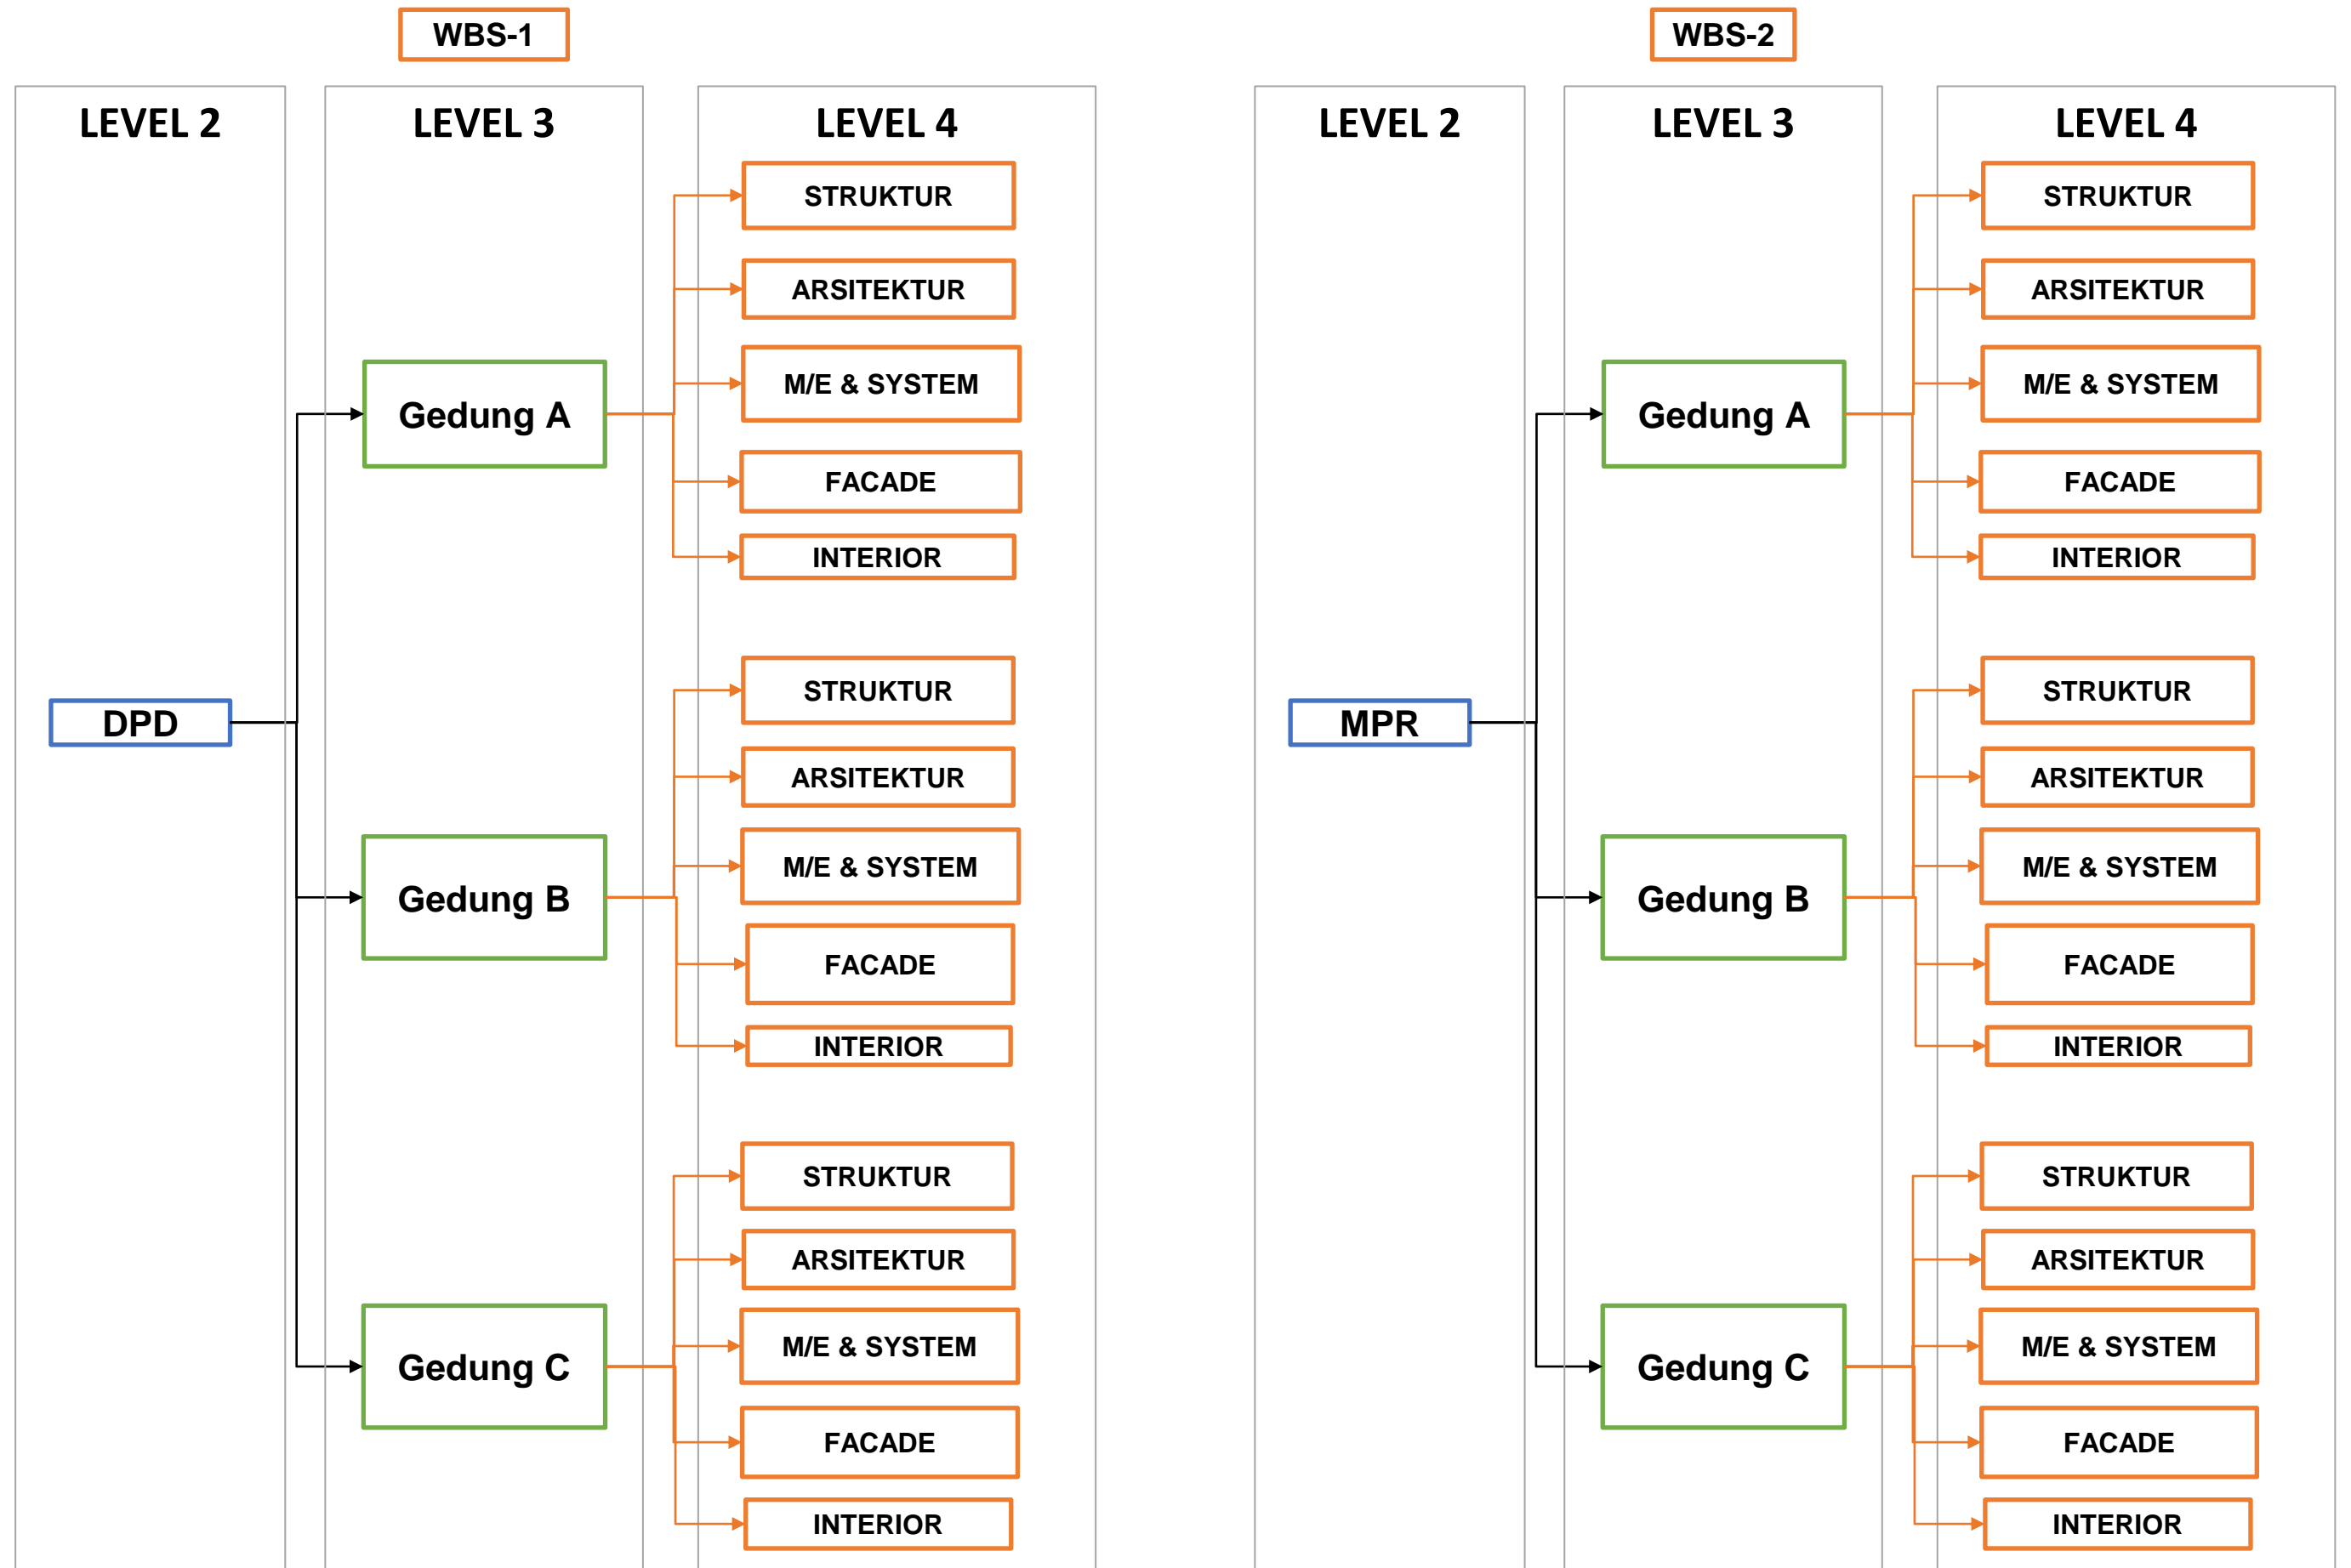 WBS-1
LEVEL 2
LEVEL 3
LEVEL 4
DPD
Gedung A
STRUKTUR
ARSITEKTUR
M/E & SYSTEM
FACADE
INTERIOR
Gedung B
STRUKTUR
ARSITEKTUR
M/E & SYSTEM
FACADE
INTERIOR
Gedung C
STRUKTUR
ARSITEKTUR
M/E & SYSTEM
FACADE
INTERIOR
WBS-2
LEVEL 2
LEVEL 3
LEVEL 4
MPR
Gedung A
STRUKTUR
ARSITEKTUR
M/E & SYSTEM
FACADE
INTERIOR
Gedung B
STRUKTUR
ARSITEKTUR
M/E & SYSTEM
FACADE
INTERIOR
Gedung C
STRUKTUR
ARSITEKTUR
M/E & SYSTEM
FACADE
INTERIOR